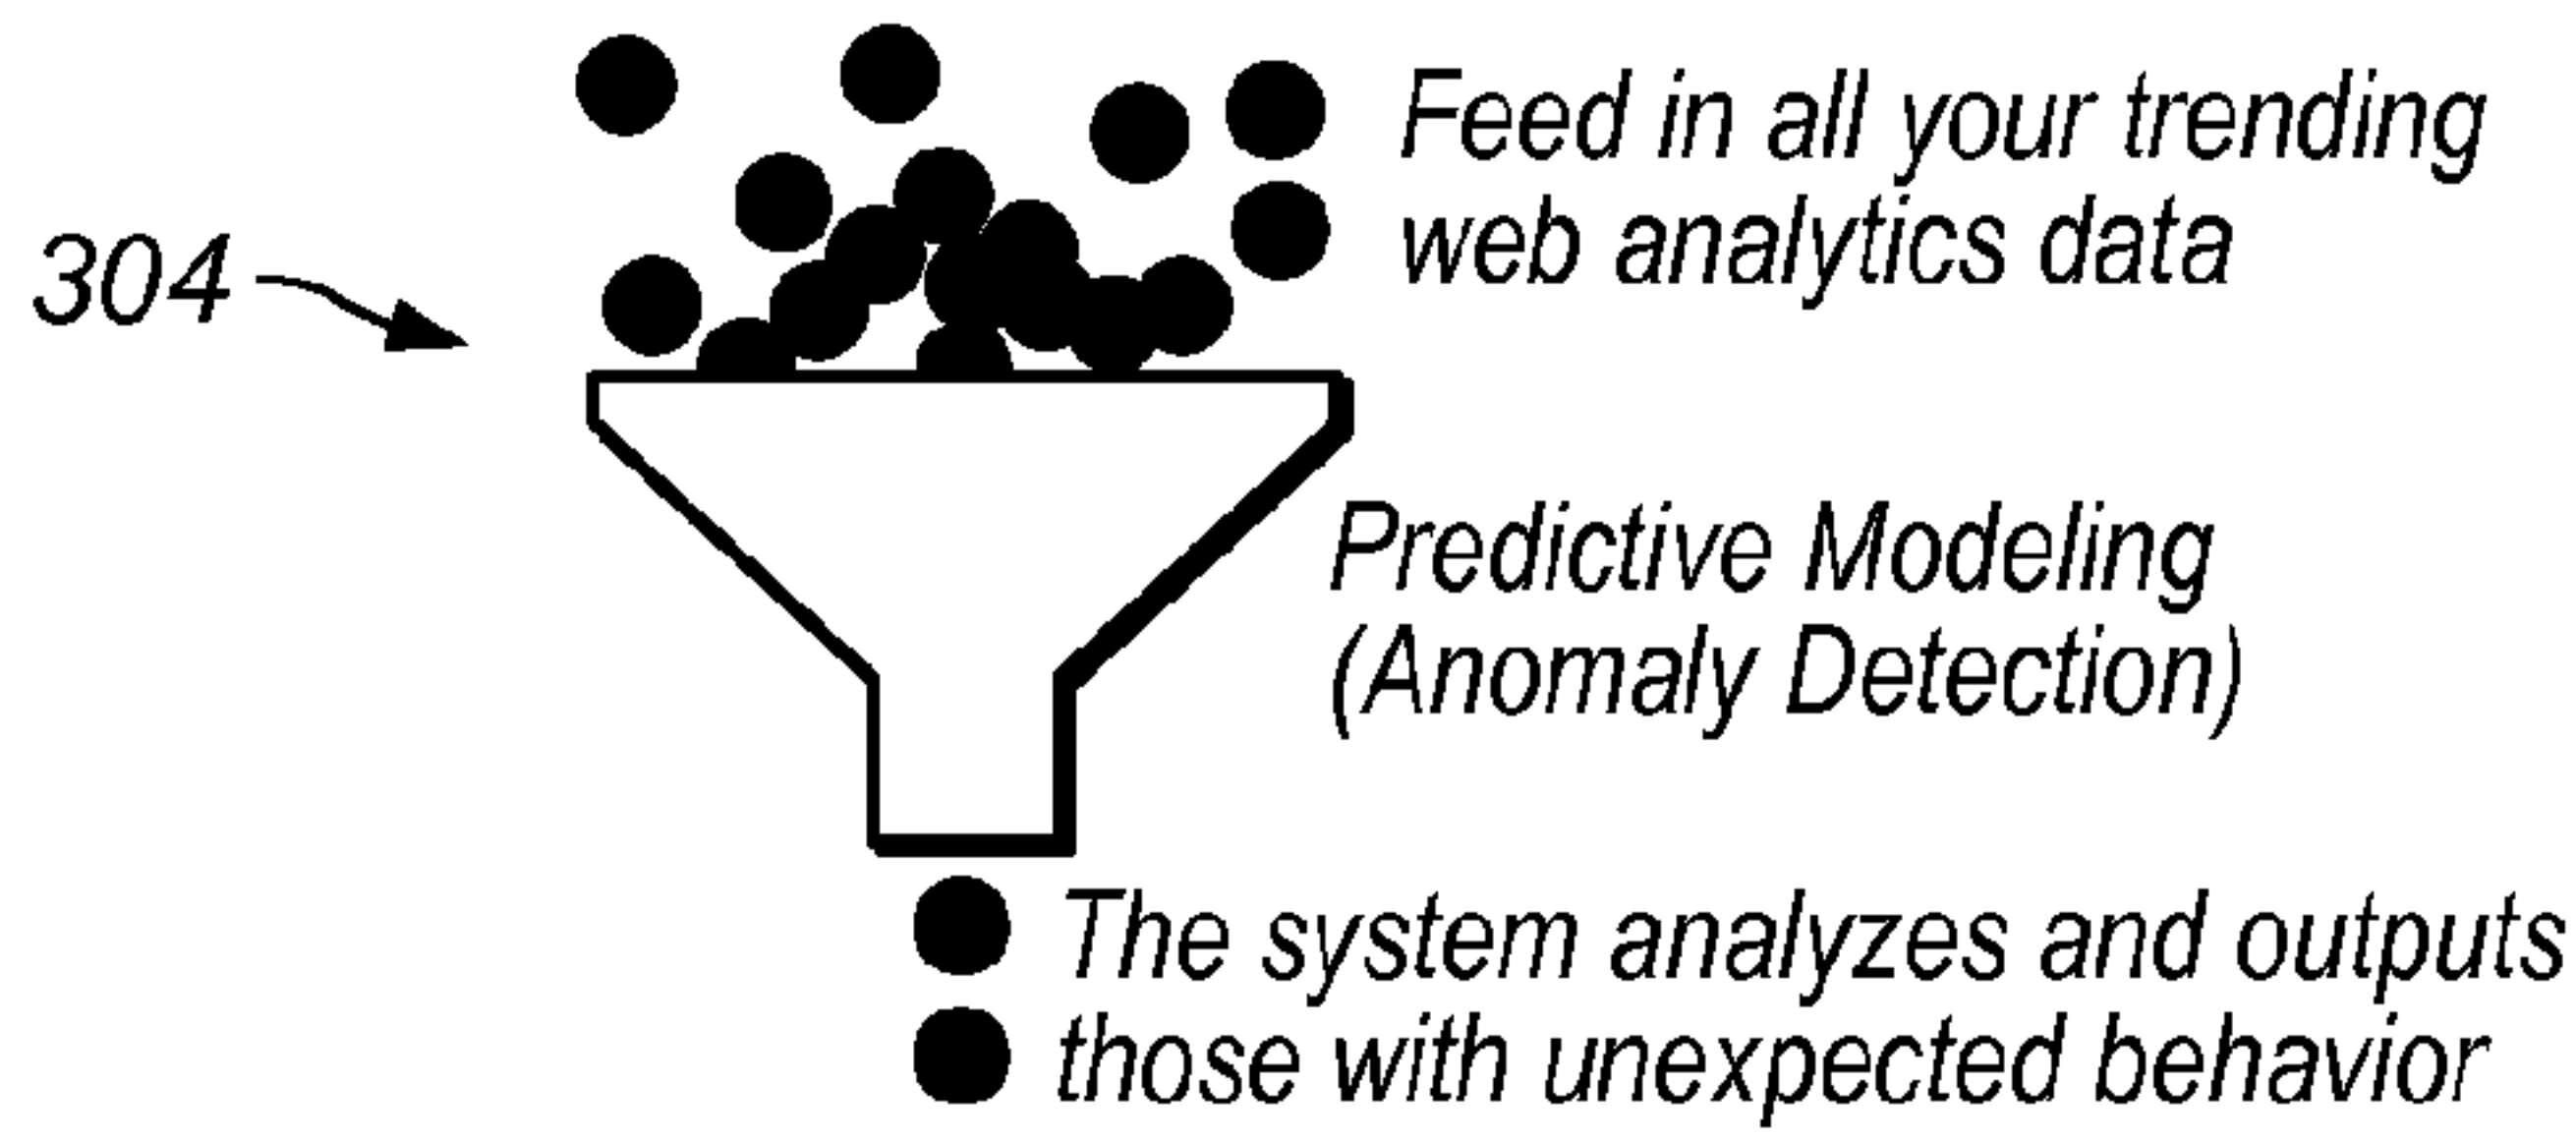 Feed in all your trending
web analytics data
304
Predictive Modeling
(Anomaly Detection)
The system analyzes and outputs
those with unexpected behavior